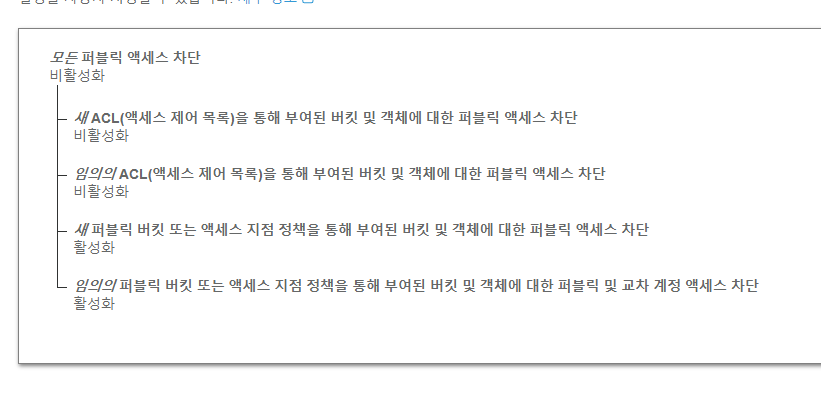 모든 퍼블릭 액세스 차단
비활성화
새 ACL(액세스 제어 목록)을 통해 부여된 버킷 및 객체에 대한 퍼블릭 액세스 차단
비활성화
임의의 ACL(액세스 제어 목록)을 통해 부여된 버킷 및 객체에 대한 퍼블릭 액세스 차단
비활성화
새 퍼블릭 버킷 또는 액세스 지점 정책을 통해 부여된 버킷 및 객체에 대한 퍼블릭 액세스 차단
활성화
임의의 퍼블릭 버킷 또는 액세스 지점 정책을 통해 부여된 버킷 및 객체에 대한 퍼블릭 및 교차 계정 액세스 차단
활성화